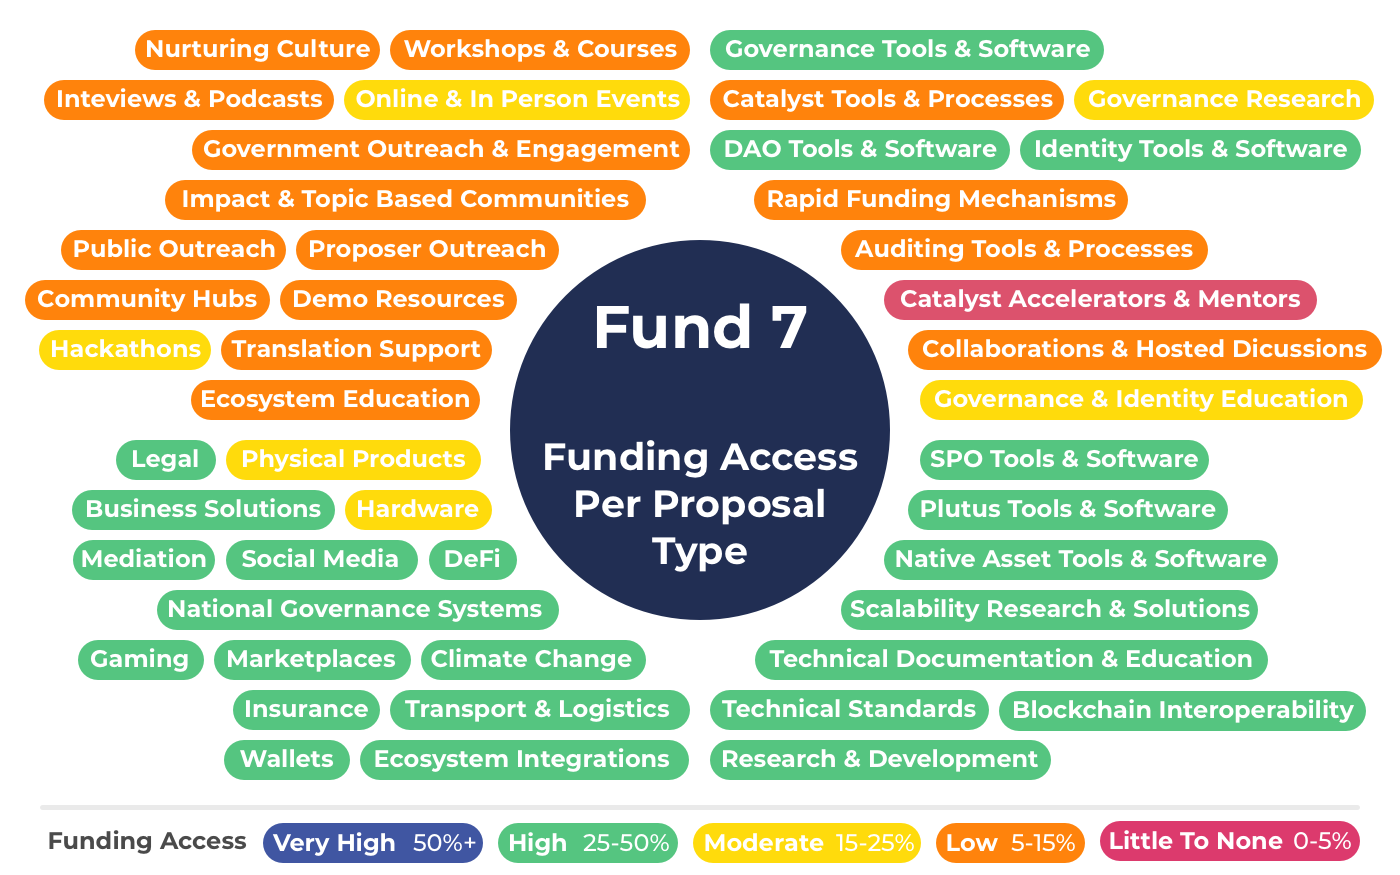 Nurturing Culture Workshops & Courses Governance Tools & Software
Inteviews & Podcasts Online & In Person Events Catalyst Tools & Processes Governance Research
Government Outreach & Engagement DAO Tools & Software Identity Tools & Software
Impact & Topic Based Communities Rapid Funding Mechanisms
Public Outreach Proposer Outreach Auditing Tools & Processes
Community Hubs Demo Resources Catalyst Accelerators & Mentors
Hackathons Translation Support Collaborations & Hosted Dicussions
Ecosystem Education Governance & Identity Education
Fund 7
Funding Access
Per Proposal
Type
Legal Physical Products SPO Tools & Software
Business Solutions Hardware Plutus Tools & Software
Mediation Social Media DeFi Native Asset Tools & Software
National Governance Systems Scalability Research & Solutions
Gaming Marketplaces Climate Change Technical Documentation & Education
Insurance Transport & Logistics Technical Standards Blockchain Interoperability
Wallets Ecosystem Integrations Research & Development
Funding Access Very High 50%+ High 25-50% Moderate 15-25% Low 5-15% Little To None 0-5%